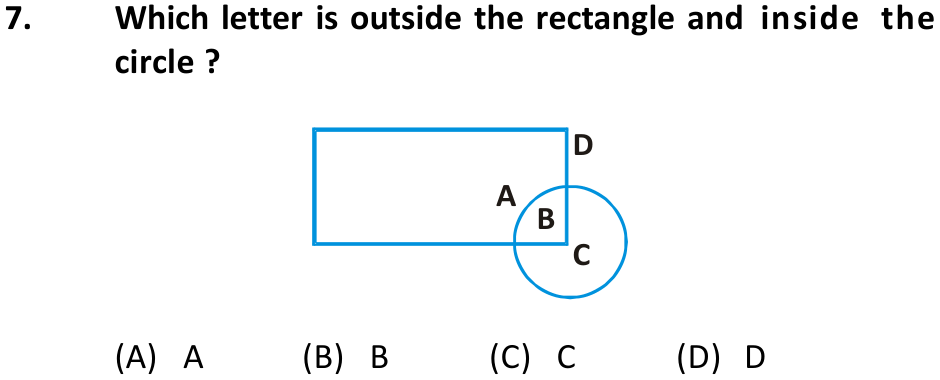 7. Which letter is outside the rectangle and inside the
circle ?
D
A
B
C
(A) A (B) B (C) C (D) D